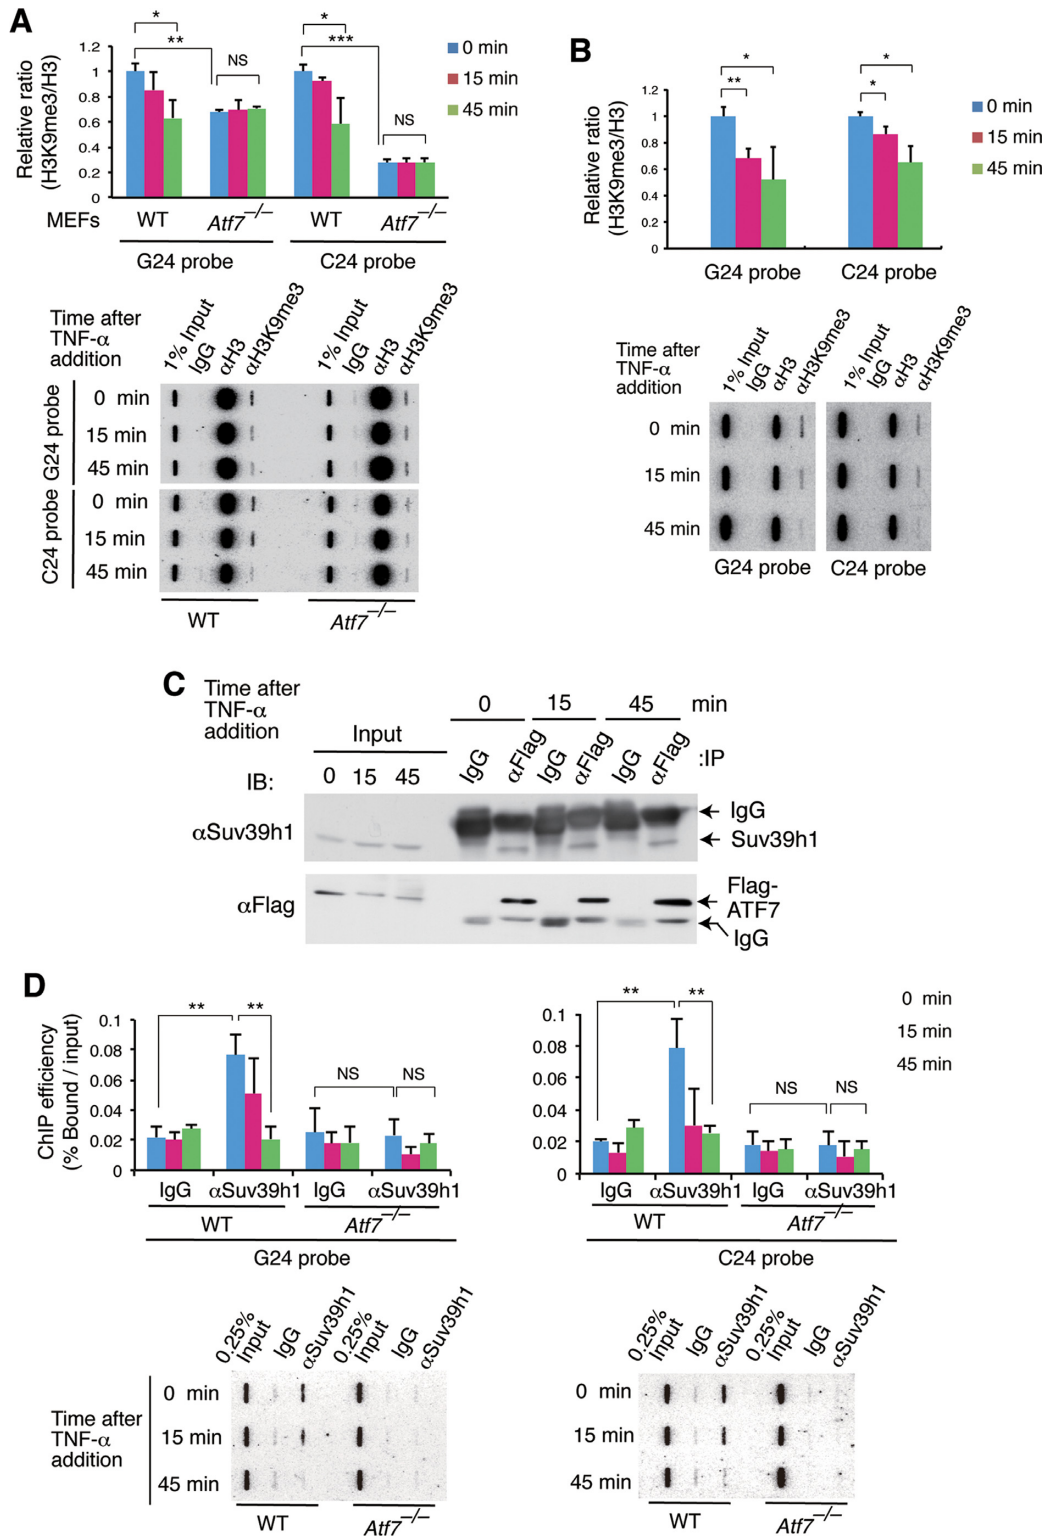 A
Relative ratio
(H3K9me3/H3)
1.2
1
0.8
0.6
0.4
0.2
0
*
**
NS
*
***
NS
0 min
15 min
45 min
MEFs
WT
Atf7−/−
WT
Atf7−/−
G24 probe
C24 probe
Time after
TNF-α
addition
1% Input
IgG
αH3
αH3K9me3
1% Input
IgG
αH3
αH3K9me3
G24 probe
0 min
15 min
45 min
C24 probe
0 min
15 min
45 min
WT
Atf7−/−
B
Relative ratio
(H3K9me3/H3)
1.2
1
0.8
0.6
0.4
0.2
0
*
**
*
*
0 min
15 min
45 min
G24 probe
C24 probe
Time after
TNF-α
addition
1% Input
IgG
αH3
αH3K9me3
1% Input
IgG
αH3
αH3K9me3
0 min
15 min
45 min
G24 probe
C24 probe
C
Time after
TNF-α
addition
0
15
45
min
Input
IgG
αFlag
IgG
αFlag
IgG
αFlag
:IP
IB:
0
15
45
αSuv39h1
IgG
Suv39h1
αFlag
Flag-
ATF7
IgG
D
ChIP efficiency
(% Bound / input)
0.1
0.08
0.06
0.04
0.02
0
**
**
NS
NS
IgG
αSuv39h1
IgG
αSuv39h1
WT
Atf7−/−
G24 probe
0.1
0.08
0.06
0.04
0.02
0
**
**
NS
NS
0 min
15 min
45 min
IgG
αSuv39h1
IgG
αSuv39h1
WT
Atf7−/−
C24 probe
0.25%
Input
IgG
αSuv39h1
0.25%
Input
IgG
αSuv39h1
Time after
TNF-α
addition
0 min
15 min
45 min
WT
Atf7−/−
0.25%
Input
IgG
αSuv39h1
0.25%
Input
IgG
αSuv39h1
0 min
15 min
45 min
WT
Atf7−/−